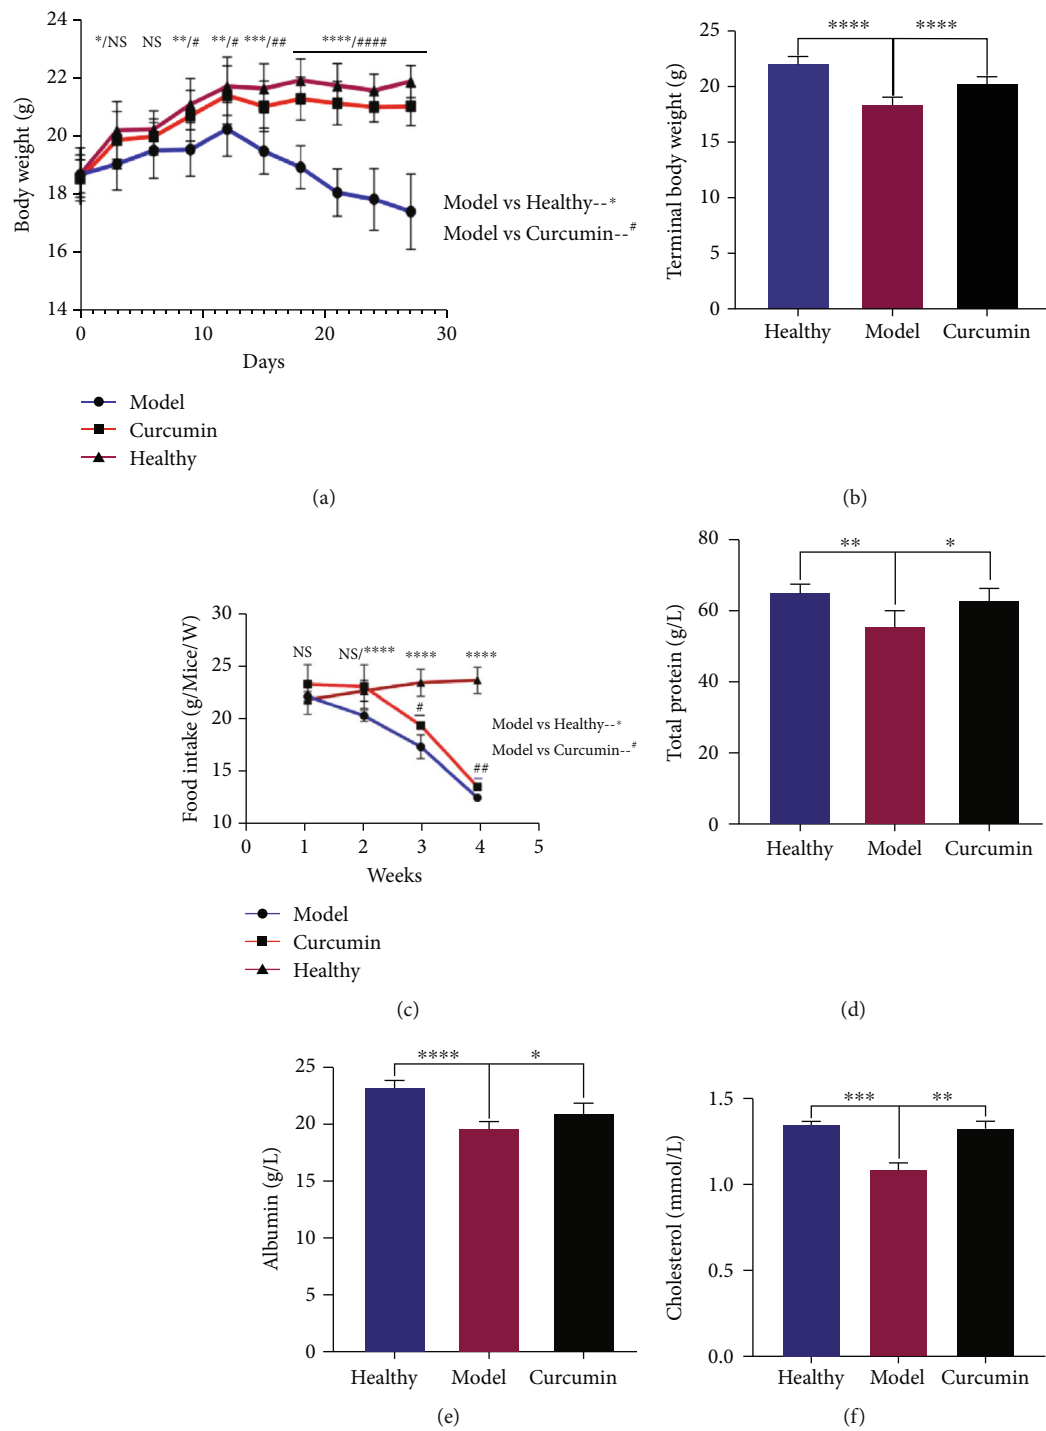 24
22
20
18
16
14
Body weight (g)
*/NS NS **/# **/# ***/## ****/####
Model vs Healthy--*
Model vs Curcumin--#
0 10 20 30
Days
Model
Curcumin
Healthy
(a)
25
20
15
10
5
0
Terminal body weight (g)
**** ****
Healthy Model Curcumin
(b)
30
25
20
15
10
Food intake (g/Mice/W)
NS NS/**** **** ****
#
##
Model vs Healthy--*
Model vs Curcumin--#
0 1 2 3 4 5
Weeks
Model
Curcumin
Healthy
(c)
80
60
40
20
0
Total protein (g/L)
** *
Healthy Model Curcumin
(d)
25
20
15
10
5
0
Albumin (g/L)
**** *
Healthy Model Curcumin
(e)
1.5
1.0
0.5
0.0
Cholesterol (mmol/L)
*** **
Healthy Model Curcumin
(f)